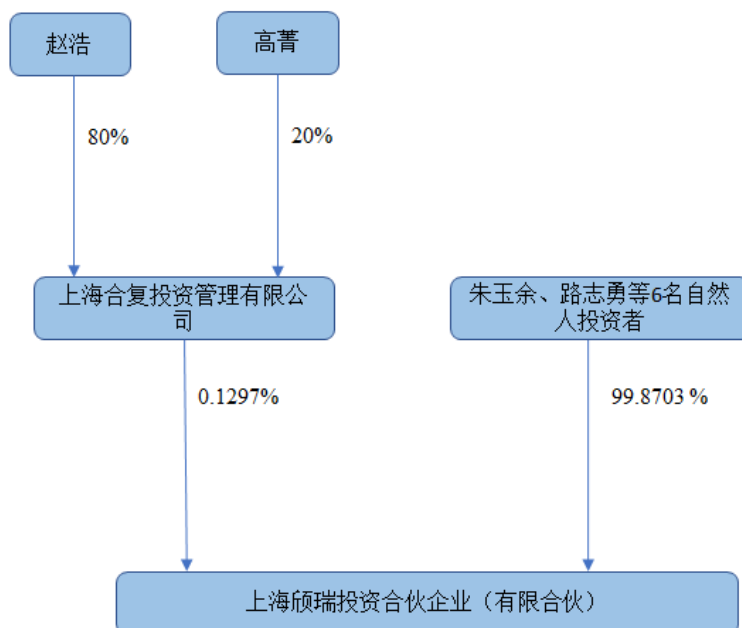 赵浩
高菁
80%
20%
上海合复投资管理有限公
司
朱玉余、路志勇等6名自然
人投资者
0.1297%
99.8703 %
上海颀瑞投资合伙企业（有限合伙）